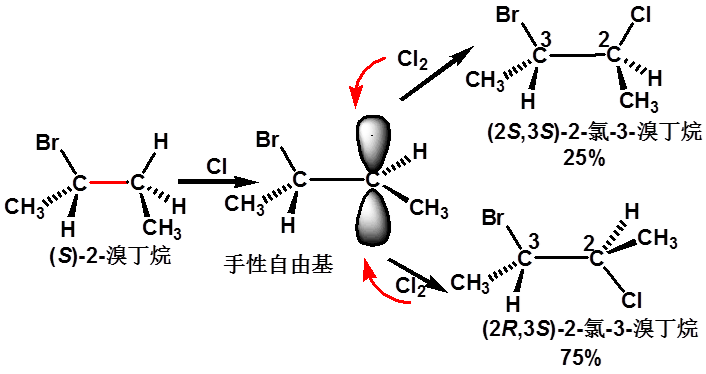 Br Cl
3 2
C C
CH3 H
H CH3
(2S,3S)-2-氯-3-溴丁烷
25%
Cl2
Br H
C C
CH3 H CH3
H
Cl
Br H
C C
CH3 H
H CH3
(S)-2-溴丁烷
手性自由基
Cl2
Br H
3 2 CH3
C C
CH3
H Cl
(2R,3S)-2-氯-3-溴丁烷
75%